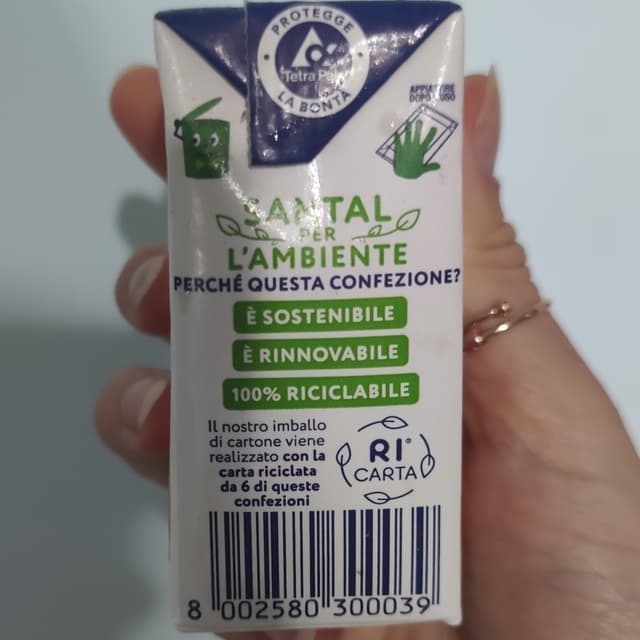 PROTEGGE
Tetra Pak
LA BONTÀ
APPIATTIRE
DOPO L'USO
SANTAL
PER
L'AMBIENTE
PERCHÉ QUESTA CONFEZIONE?
È SOSTENIBILE
È RINNOVABILE
100% RICICLABILE
Il nostro imballo
di cartone viene
realizzato con la
carta riciclata
da 6 di queste
confezioni
RI®
CARTA
8 002580 300039